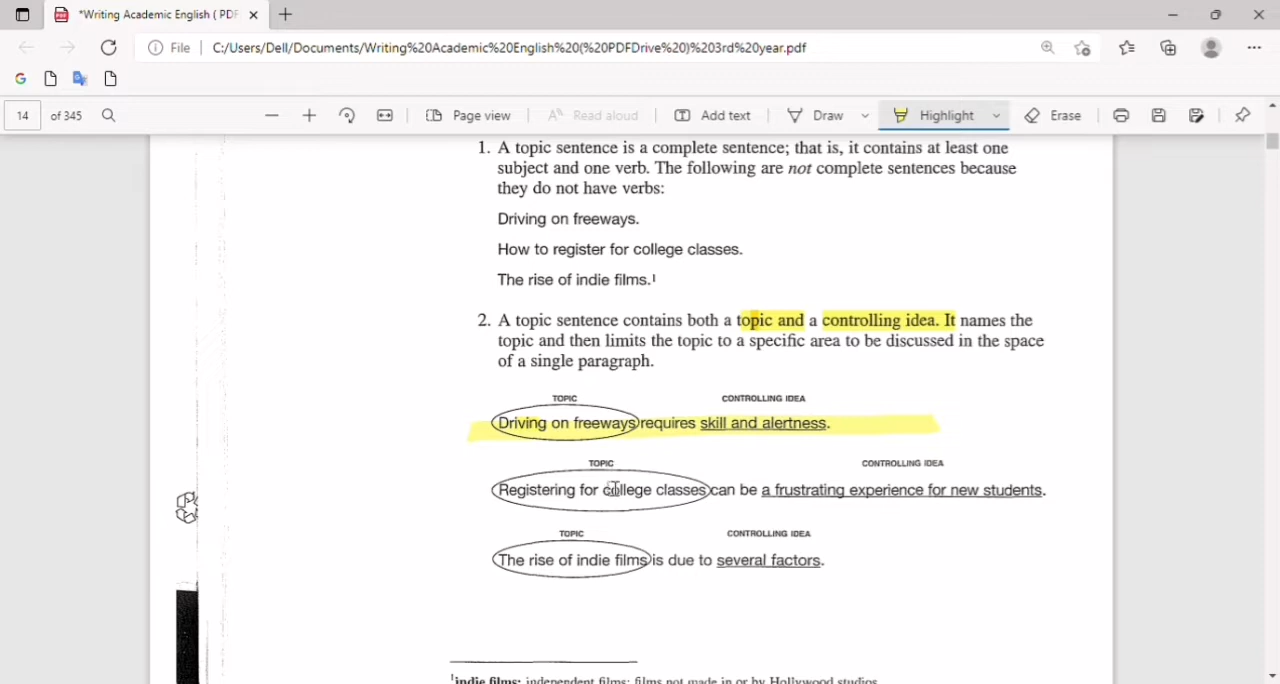 *Writing Academic English ( PDF
File C:/Users/Dell/Documents/Writing%20Academic%20English(%20PDFDrive%20)%203rd%20year.pdf
14 of 345 Page view Read aloud Add text Draw Highlight Erase
1. A topic sentence is a complete sentence; that is, it contains at least one
subject and one verb. The following are not complete sentences because
they do not have verbs:
Driving on freeways.
How to register for college classes.
The rise of indie films.¹
2. A topic sentence contains both a topic and a controlling idea. It names the
topic and then limits the topic to a specific area to be discussed in the space
of a single paragraph.
TOPIC CONTROLLING IDEA
Driving on freeways requires skill and alertness.
TOPIC CONTROLLING IDEA
Registering for college classes can be a frustrating experience for new students.
TOPIC CONTROLLING IDEA
The rise of indie films is due to several factors.
¹indie films: independent films; films not made in or by Hollywood studios